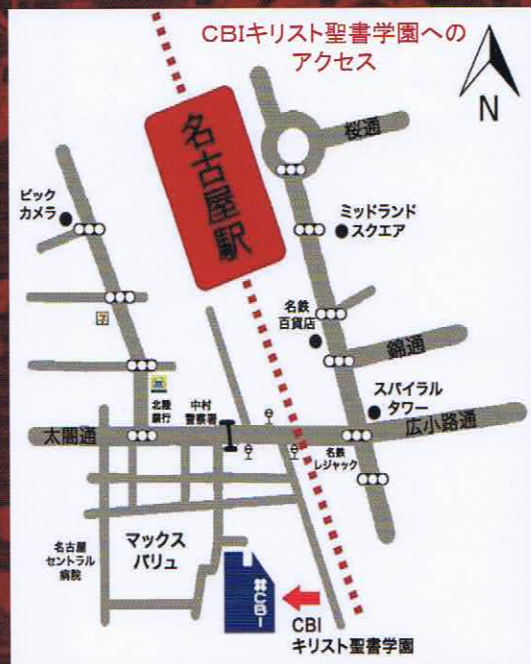 CBIキリスト聖書学園への
アクセス
N
桜通
名古屋駅
ビック
カメラ
ミッドランド
スクエア
名鉄
百貨店
錦通
スパイラル
タワー
北陸
銀行
中村
警察署
太閤通
広小路通
名鉄
レジャック
名古屋
セントラル
病院
マックス
バリュ
CBI
CBI
キリスト聖書学園